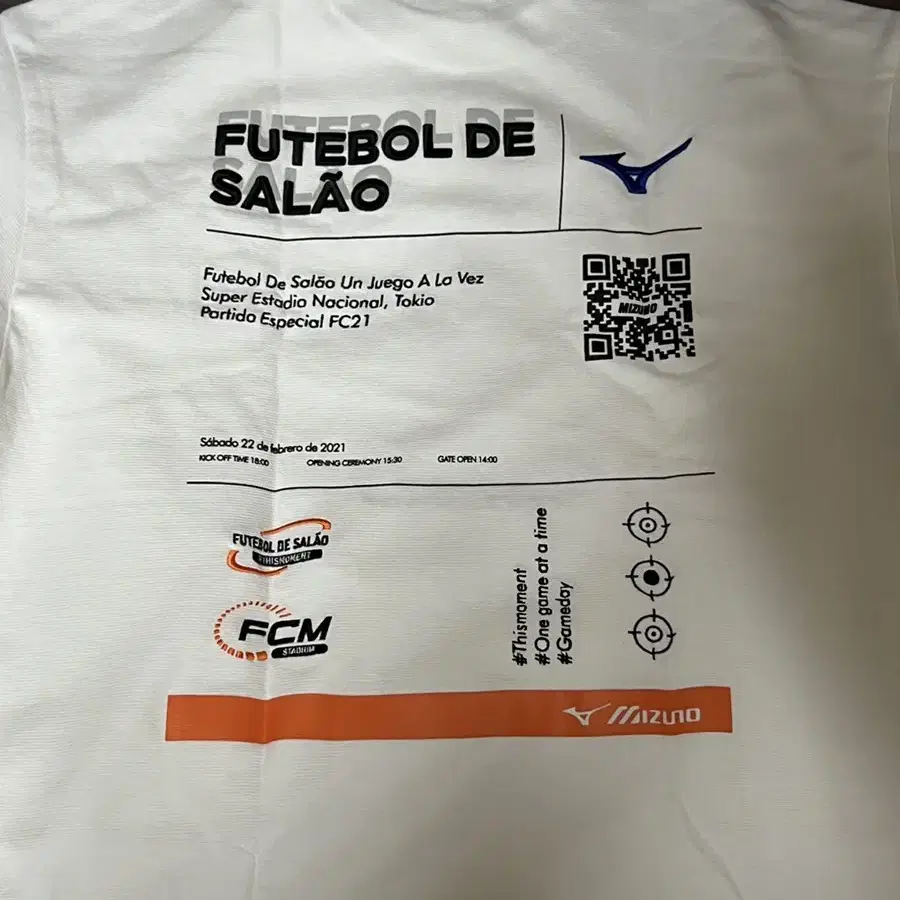 FUTEBOL DE
SALÃO
Futebol De Salão Un Juego A La Vez
Super Estadio Nacional, Tokio
Partido Especial FC21
MIZUNO
Sábado 22 de febrero de 2021
KICK OFF TIME 18:00 OPENING CEREMONY 15:30 GATE OPEN 14:00
FUTEBOL DE SALÃO
#THISMOMENT
FCM
STADIUM
#Thismoment
#One game at a time
#Gameday
MIZUNO